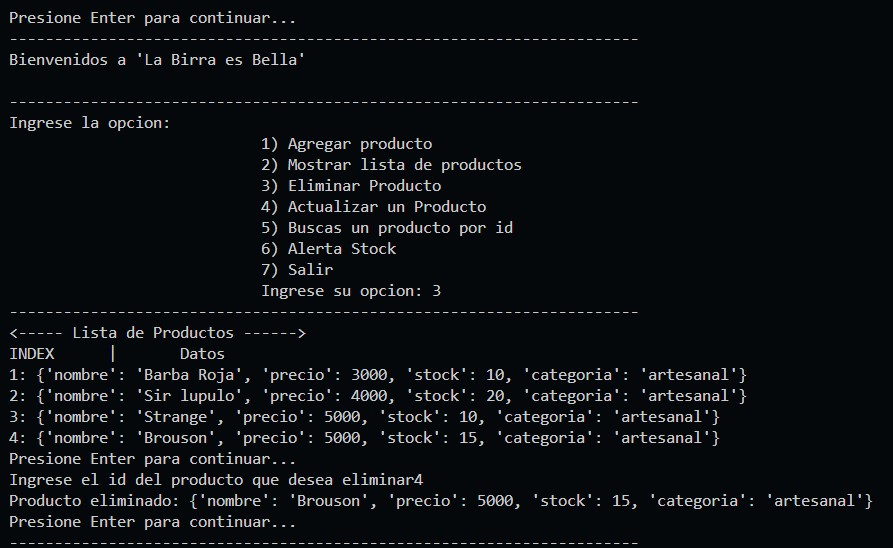 Presione Enter para continuar...
----------------------------------------------------------------------
Bienvenidos a 'La Birra es Bella'
----------------------------------------------------------------------
Ingrese la opcion:
1) Agregar producto
2) Mostrar lista de productos
3) Eliminar Producto
4) Actualizar un Producto
5) Buscas un producto por id
6) Alerta Stock
7) Salir
Ingrese su opcion: 3
----------------------------------------------------------------------
<----- Lista de Productos ------>
INDEX      |       Datos
1: {'nombre': 'Barba Roja', 'precio': 3000, 'stock': 10, 'categoria': 'artesanal'}
2: {'nombre': 'Sir lupulo', 'precio': 4000, 'stock': 20, 'categoria': 'artesanal'}
3: {'nombre': 'Strange', 'precio': 5000, 'stock': 10, 'categoria': 'artesanal'}
4: {'nombre': 'Brouson', 'precio': 5000, 'stock': 15, 'categoria': 'artesanal'}
Presione Enter para continuar...
Ingrese el id del producto que desea eliminar4
Producto eliminado: {'nombre': 'Brouson', 'precio': 5000, 'stock': 15, 'categoria': 'artesanal'}
Presione Enter para continuar...
----------------------------------------------------------------------